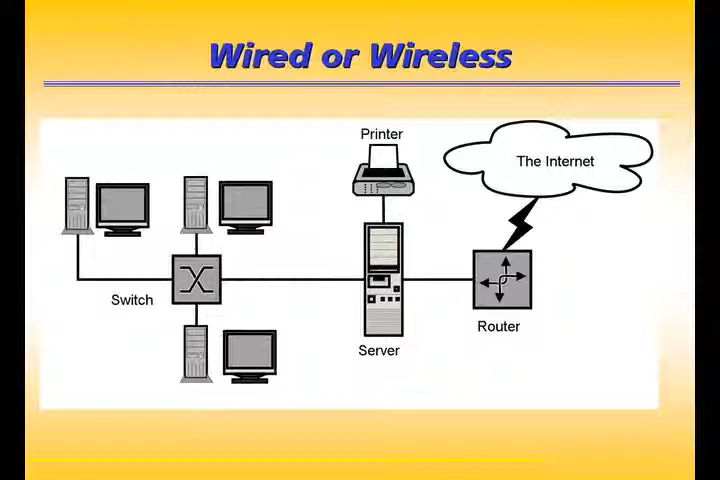 Wired or Wireless
Printer
The Internet
Switch
Router
Server